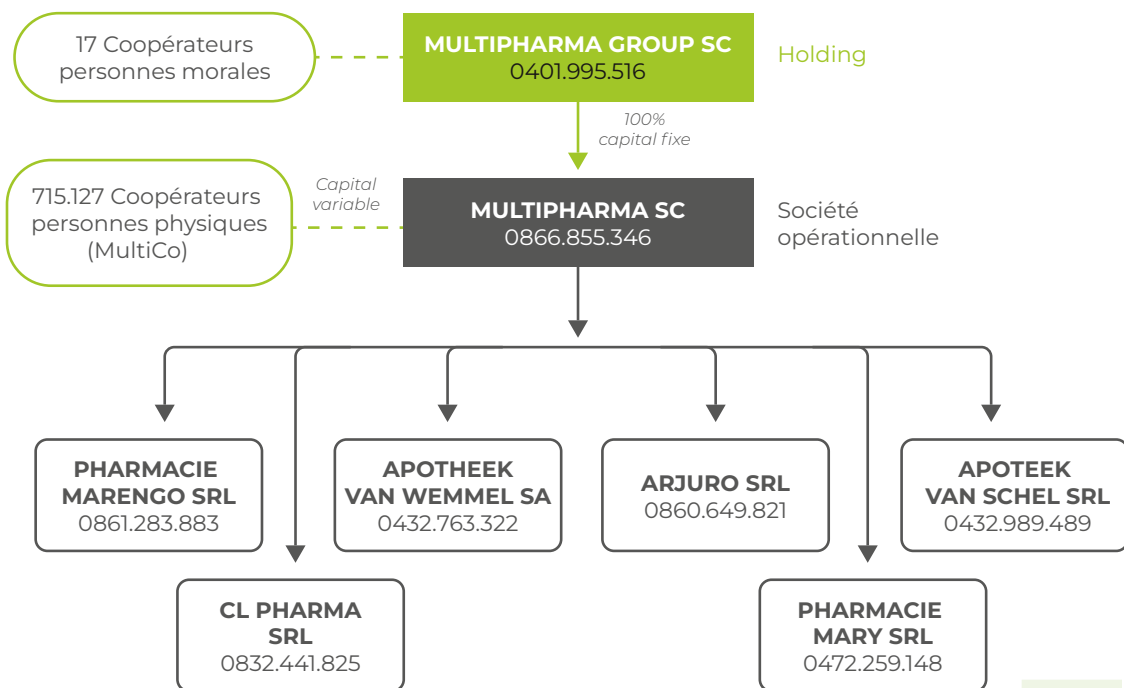 17 Coopérateurs
personnes morales
MULTIPHARMA GROUP SC
0401.995.516
Holding
100%
capital fixe
715.127 Coopérateurs
personnes physiques
(MultiCo)
Capital
variable
MULTIPHARMA SC
0866.855.346
Société
opérationnelle
PHARMACIE
MARENGO SRL
0861.283.883
APOTHEEK
VAN WEMMEL SA
0432.763.322
ARJURO SRL
0860.649.821
APOTEEK
VAN SCHEL SRL
0432.989.489
CL PHARMA
SRL
0832.441.825
PHARMACIE
MARY SRL
0472.259.148